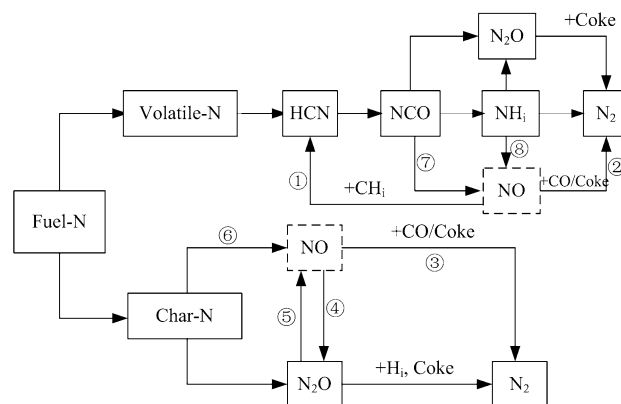 N₂O
+Coke
Volatile-N
HCN
NCO
NHᵢ
N₂
①
⑦
⑧
②
+CHᵢ
NO
+CO/Coke
Fuel-N
⑥
NO
+CO/Coke
③
Char-N
⑤
④
N₂O
+Hᵢ, Coke
N₂